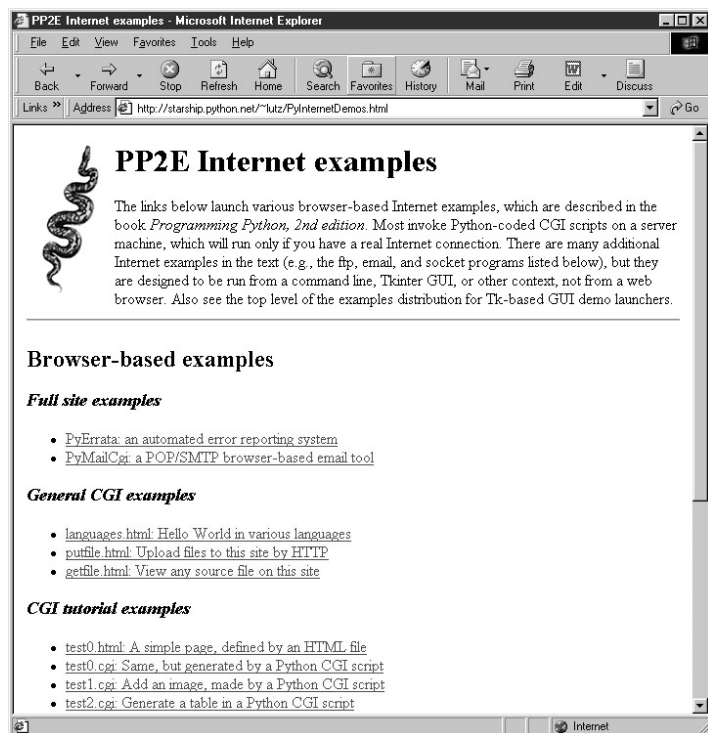 PP2E Internet examples - Microsoft Internet Explorer
File Edit View Favorites Tools Help
Back Forward Stop Refresh Home Search Favorites History Mail Print Edit Discuss
Links » Address http://starship.python.net/~lutz/PyInternetDemos.html Go
PP2E Internet examples
The links below launch various browser-based Internet examples, which are described in the
book Programming Python, 2nd edition. Most invoke Python-coded CGI scripts on a server
machine, which will run only if you have a real Internet connection. There are many additional
Internet examples in the text (e.g., the ftp, email, and socket programs listed below), but they
are designed to be run from a command line, Tkinter GUI, or other context, not from a web
browser. Also see the top level of the examples distribution for Tk-based GUI demo launchers.
Browser-based examples
Full site examples
• PyErrata: an automated error reporting system
• PyMailCgi: a POP/SMTP browser-based email tool
General CGI examples
• languages.html: Hello World in various languages
• putfile.html: Upload files to this site by HTTP
• getfile.html: View any source file on this site
CGI tutorial examples
• test0.html: A simple page, defined by an HTML file
• test0.cgi: Same, but generated by a Python CGI script
• test1.cgi: Add an image, made by a Python CGI script
• test2.cgi: Generate a table in a Python CGI script
Internet